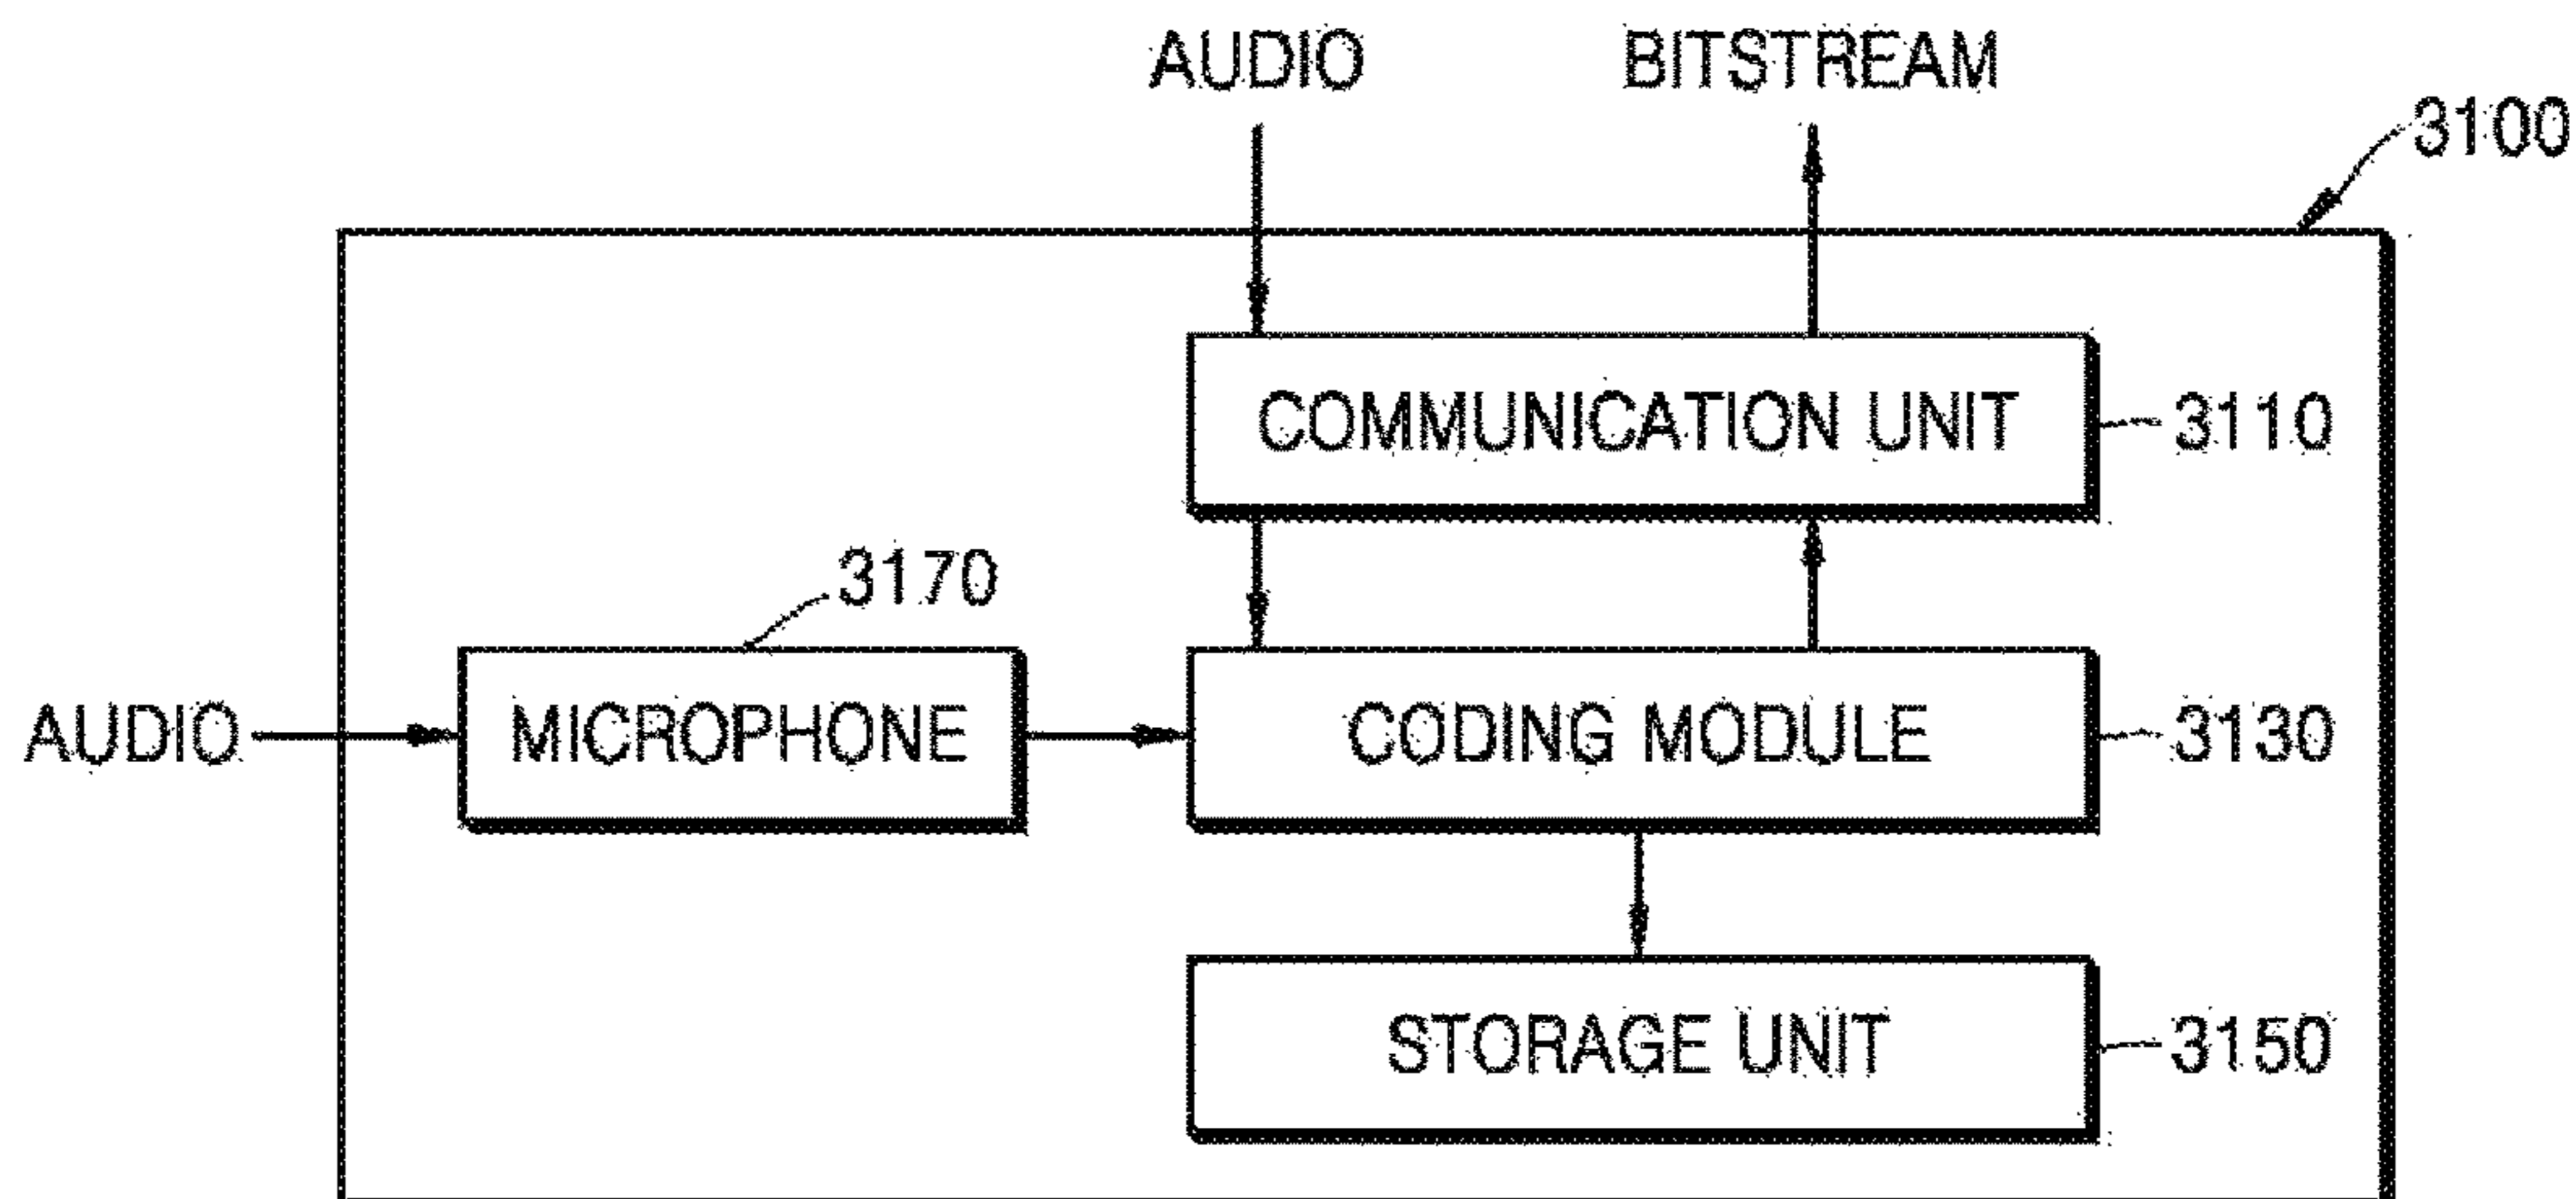 AUDIO BITSTREAM
3100
COMMUNICATION UNIT 3110
3170
AUDIO MICROPHONE CODING MODULE 3130
STORAGE UNIT 3150